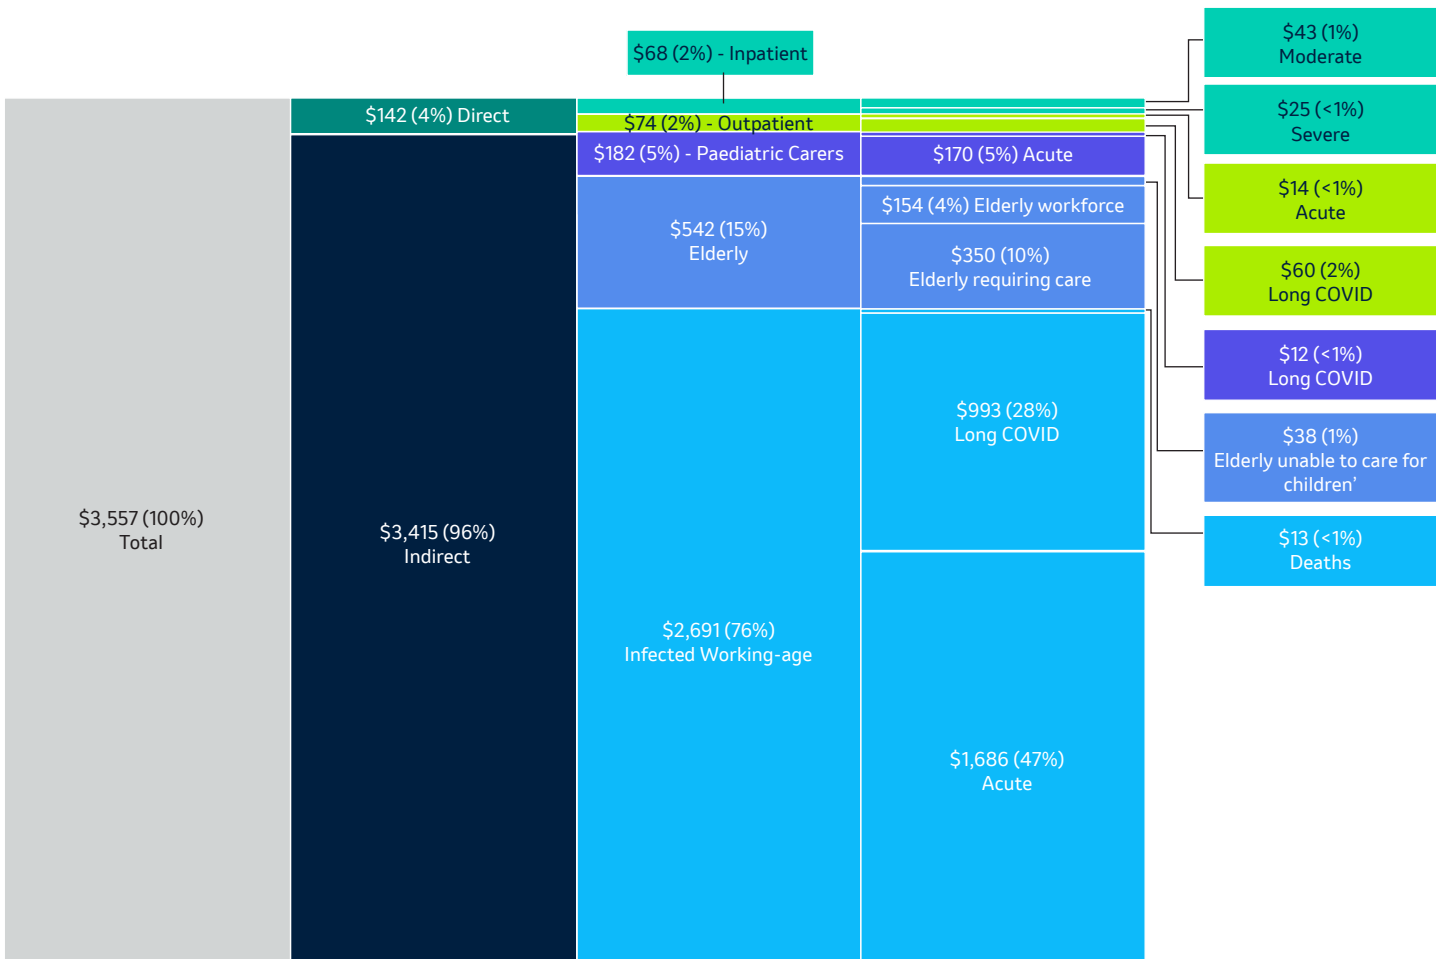 $3,557 (100%)
Total
$142 (4%) Direct
$3,415 (96%)
Indirect
$68 (2%) - Inpatient
$74 (2%) - Outpatient
$182 (5%) - Paediatric Carers
$542 (15%)
Elderly
$2,691 (76%)
Infected Working-age
$170 (5%) Acute
$154 (4%) Elderly workforce
$350 (10%)
Elderly requiring care
$993 (28%)
Long COVID
$1,686 (47%)
Acute
$43 (1%)
Moderate
$25 (<1%)
Severe
$14 (<1%)
Acute
$60 (2%)
Long COVID
$12 (<1%)
Long COVID
$38 (1%)
Elderly unable to care for
children’
$13 (<1%)
Deaths